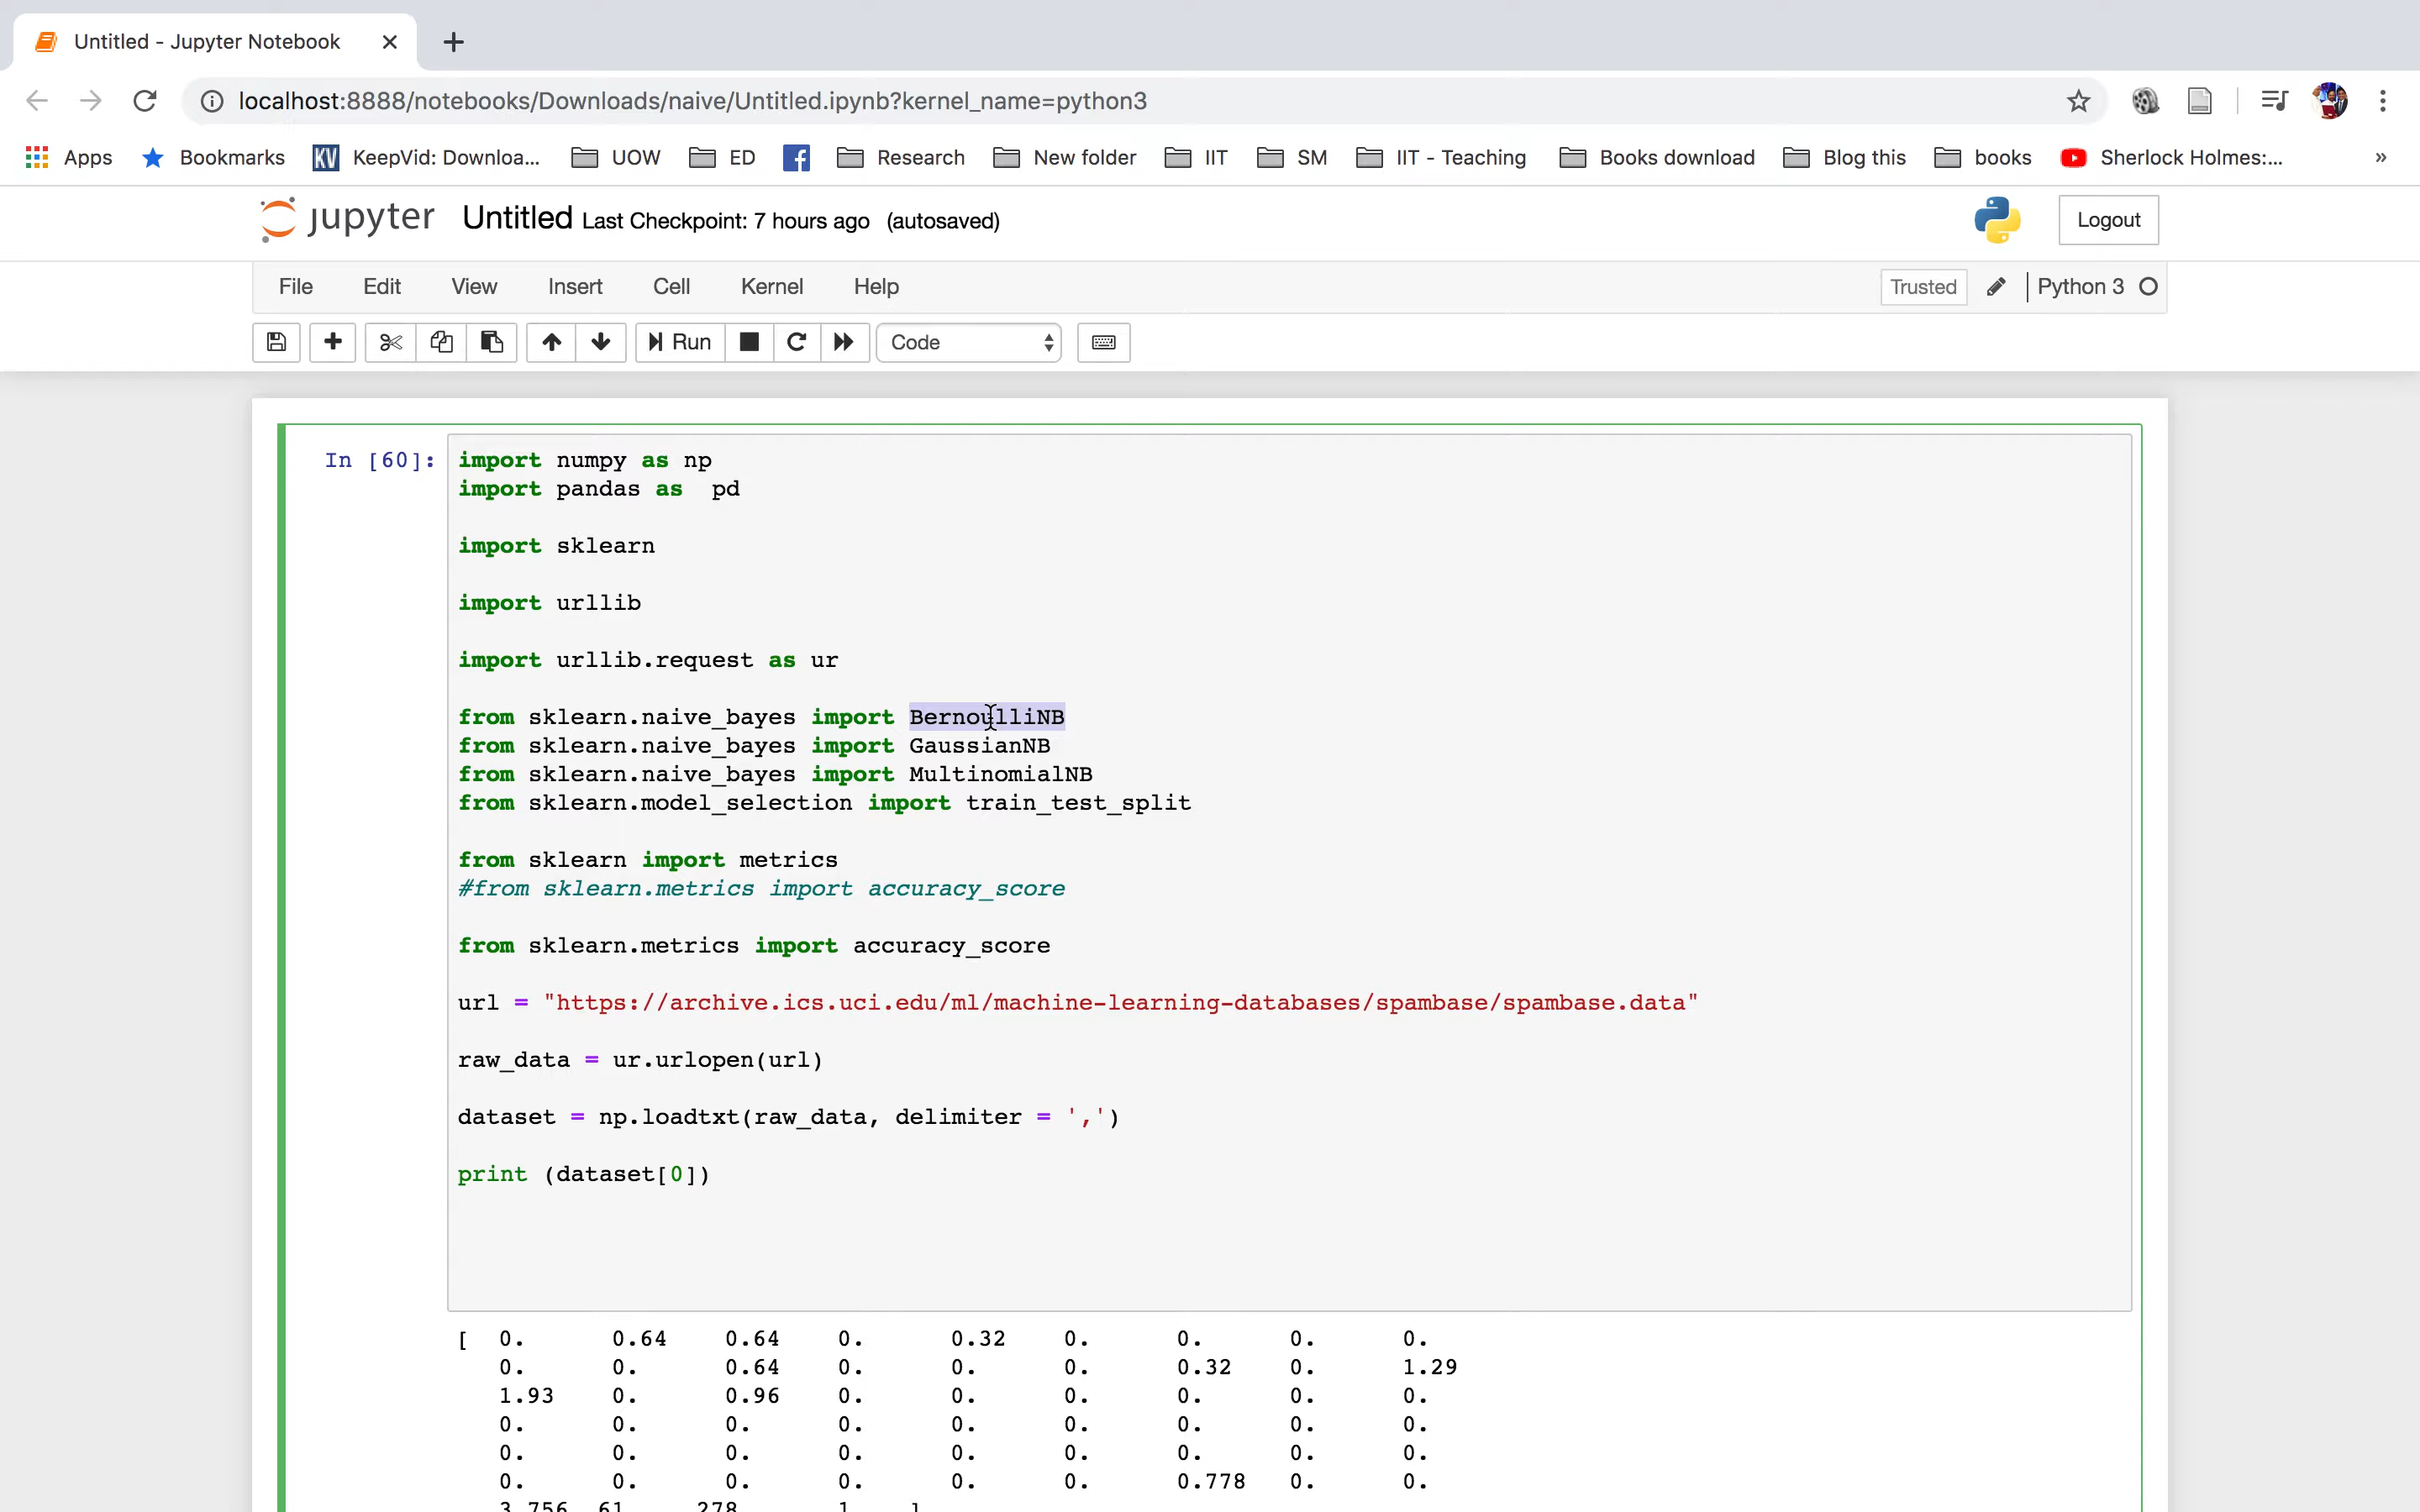 Untitled - Jupyter Notebook
localhost:8888/notebooks/Downloads/naive/Untitled.ipynb?kernel_name=python3
Apps Bookmarks KV KeepVid: Downloa... UOW ED Research New folder IIT SM IIT - Teaching Books download Blog this books Sherlock Holmes:... »
jupyter Untitled Last Checkpoint: 7 hours ago (autosaved) Logout
File Edit View Insert Cell Kernel Help Trusted Python 3
Run Code
In [60]: import numpy as np
import pandas as  pd
import sklearn
import urllib
import urllib.request as ur
from sklearn.naive_bayes import BernoulliNB
from sklearn.naive_bayes import GaussianNB
from sklearn.naive_bayes import MultinomialNB
from sklearn.model_selection import train_test_split
from sklearn import metrics
#from sklearn.metrics import accuracy_score
from sklearn.metrics import accuracy_score
url = "https://archive.ics.uci.edu/ml/machine-learning-databases/spambase/spambase.data"
raw_data = ur.urlopen(url)
dataset = np.loadtxt(raw_data, delimiter = ',')
print (dataset[0])
[ 0. 0.64 0.64 0. 0.32 0. 0. 0. 0.
0. 0. 0.64 0. 0. 0. 0.32 0. 1.29
1.93 0. 0.96 0. 0. 0. 0. 0. 0.
0. 0. 0. 0. 0. 0. 0. 0. 0.
0. 0. 0. 0. 0. 0. 0. 0. 0.
0. 0. 0. 0. 0. 0. 0.778 0. 0.
3.756 61. 278. 1. ]